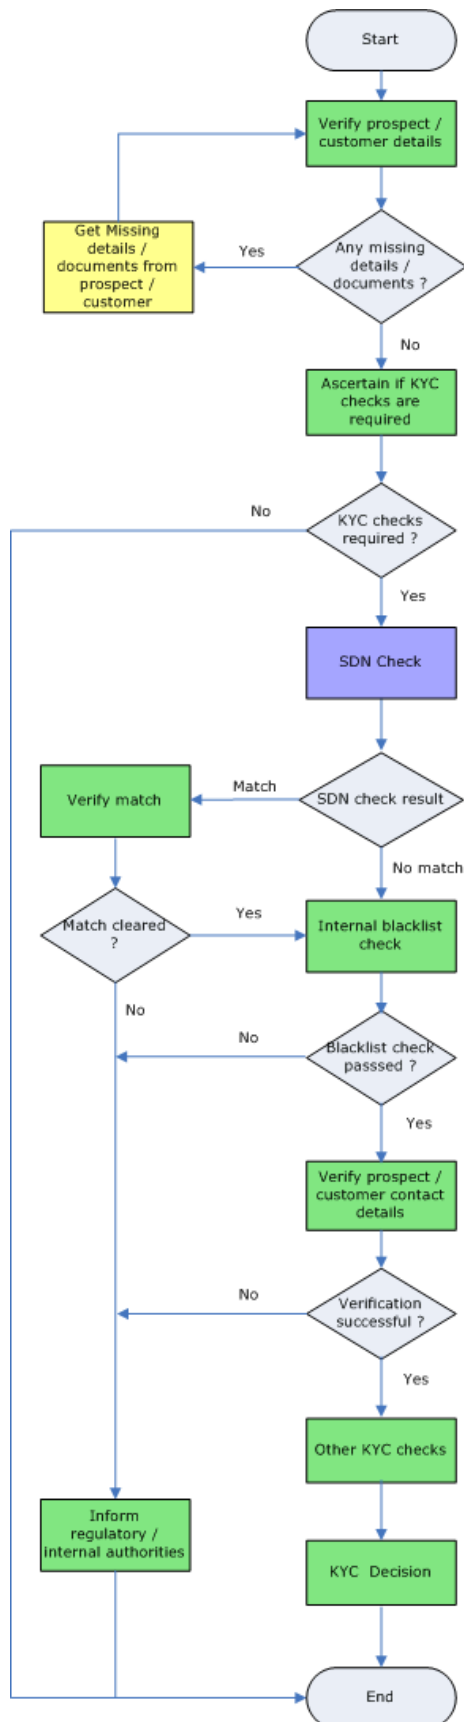 Start
Verify prospect /
customer details
Get Missing
details /
documents from
prospect /
customer
Yes
Any missing
details /
documents ?
No
Ascertain if KYC
checks are
required
No
KYC checks
required ?
Yes
SDN Check
Verify match
Match
SDN check result
No match
Match cleared
?
Yes
Internal blacklist
check
No
No
Blacklist check
passsed ?
Yes
Verify prospect /
customer contact
details
No
Verification
successful ?
Yes
Other KYC checks
Inform
regulatory /
internal authorities
KYC Decision
End